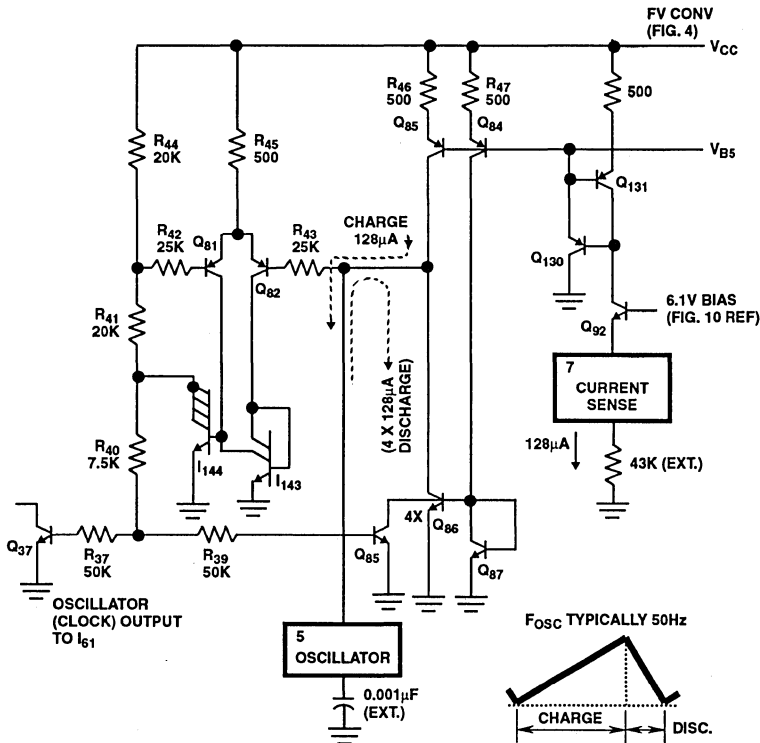 FV CONV
(FIG. 4)
VCC
R46
500
R47
500
500
Q85
Q84
R44
20K
R45
500
VB5
Q131
CHARGE
128µA
R42
25K
Q81
R43
25K
Q82
Q130
6.1V BIAS
(FIG. 10 REF)
Q92
R41
20K
7
CURRENT
SENSE
(4 X 128µA
DISCHARGE)
128µA
43K (EXT.)
R40
7.5K
I144
I143
4X
Q86
Q37
R37
50K
R39
50K
Q85
Q87
OSCILLATOR
(CLOCK) OUTPUT
TO I61
5
OSCILLATOR
0.001µF
(EXT.)
FOSC TYPICALLY 50Hz
CHARGE
DISC.